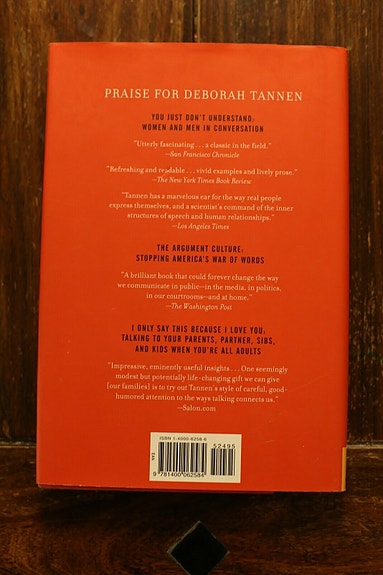 PRAISE FOR DEBORAH TANNEN
YOU JUST DON'T UNDERSTAND:
WOMEN AND MEN IN CONVERSATION
"Utterly fascinating . . . a classic in the field."
—San Francisco Chronicle
"Refreshing and readable . . . vivid examples and lively prose."
—The New York Times Book Review
"Tannen has a marvelous ear for the way real people
express themselves, and a scientist's command of the inner
structures of speech and human relationships."
—Los Angeles Times
THE ARGUMENT CULTURE:
STOPPING AMERICA'S WAR OF WORDS
"A brilliant book that could forever change the way
we communicate in public—in the media, in politics,
in our courtrooms—and at home."
—The Washington Post
I ONLY SAY THIS BECAUSE I LOVE YOU:
TALKING TO YOUR PARENTS, PARTNER, SIBS,
AND KIDS WHEN YOU'RE ALL ADULTS
"Impressive, eminently useful insights . . . One seemingly
modest but potentially life-changing gift we can give
[our families] is to try out Tannen's style of careful, good-
humored attention to the ways talking connects us."
—Salon.com
ISBN 1-4000-6258-6
52495
9 781400 062584